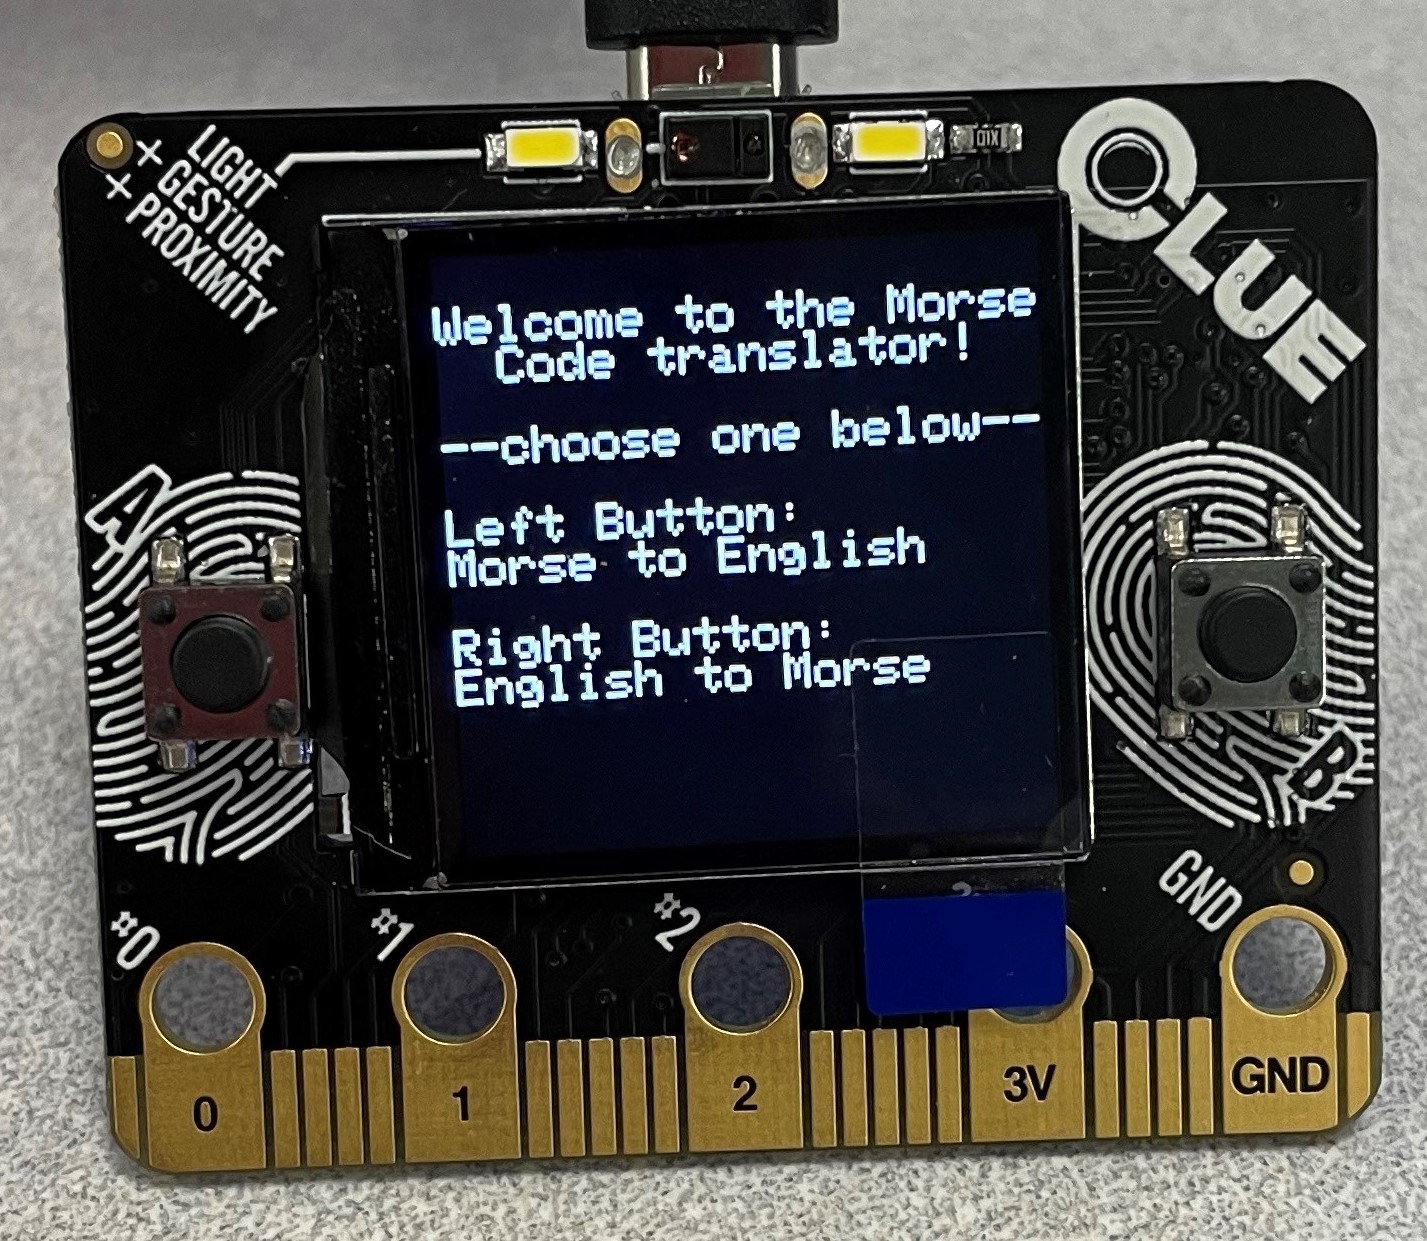 LIGHT
+ GESTURE
+ PROXIMITY
CLUE
Welcome to the Morse
Code translator!
--choose one below--
Left Button:
Morse to English
Right Button:
English to Morse
A
B
#0
#1
#2
GND
0
1
2
3V
GND